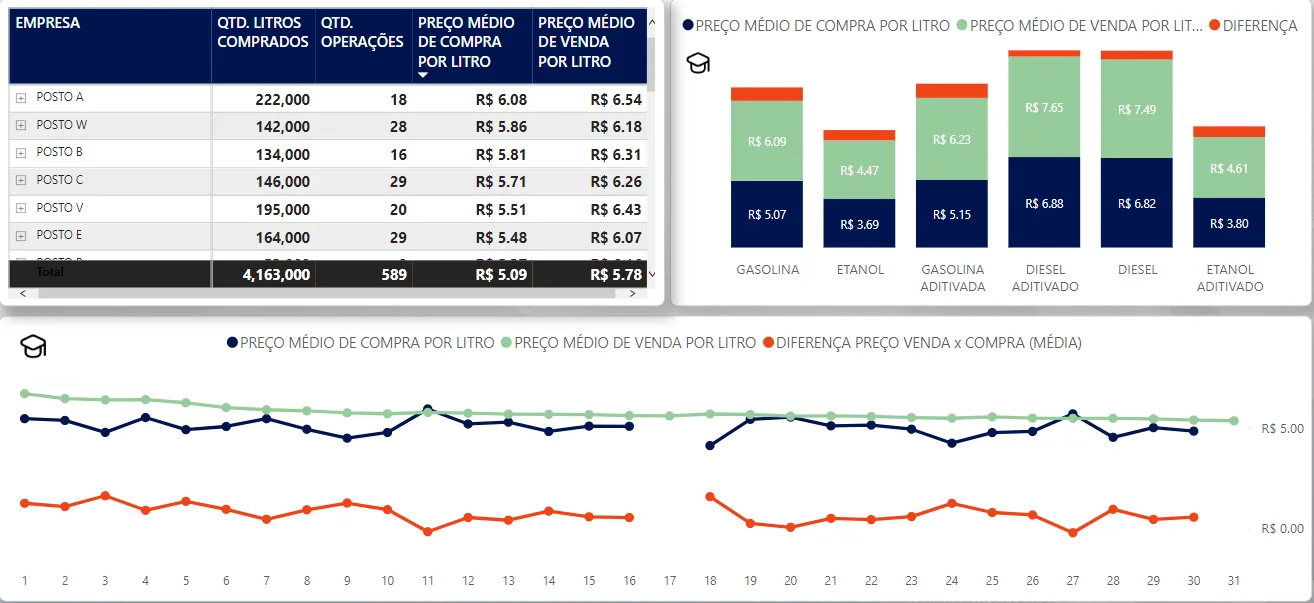 EMPRESA QTD. LITROS COMPRADOS QTD. OPERAÇÕES PREÇO MÉDIO DE COMPRA POR LITRO PREÇO MÉDIO DE VENDA POR LITRO
POSTO A 222,000 18 R$ 6.08 R$ 6.54
POSTO W 142,000 28 R$ 5.86 R$ 6.18
POSTO B 134,000 16 R$ 5.81 R$ 6.31
POSTO C 146,000 29 R$ 5.71 R$ 6.26
POSTO V 195,000 20 R$ 5.51 R$ 6.43
POSTO E 164,000 29 R$ 5.48 R$ 6.07
Total 4,163,000 589 R$ 5.09 R$ 5.78
PREÇO MÉDIO DE COMPRA POR LITRO PREÇO MÉDIO DE VENDA POR LIT... DIFERENÇA
R$ 6.09 R$ 4.47 R$ 6.23 R$ 7.65 R$ 7.49 R$ 4.61
R$ 5.07 R$ 3.69 R$ 5.15 R$ 6.88 R$ 6.82 R$ 3.80
GASOLINA ETANOL GASOLINA ADITIVADA DIESEL ADITIVADO DIESEL ETANOL ADITIVADO
PREÇO MÉDIO DE COMPRA POR LITRO PREÇO MÉDIO DE VENDA POR LITRO DIFERENÇA PREÇO VENDA x COMPRA (MÉDIA)
R$ 5.00
R$ 0.00
1 2 3 4 5 6 7 8 9 10 11 12 13 14 15 16 17 18 19 20 21 22 23 24 25 26 27 28 29 30 31